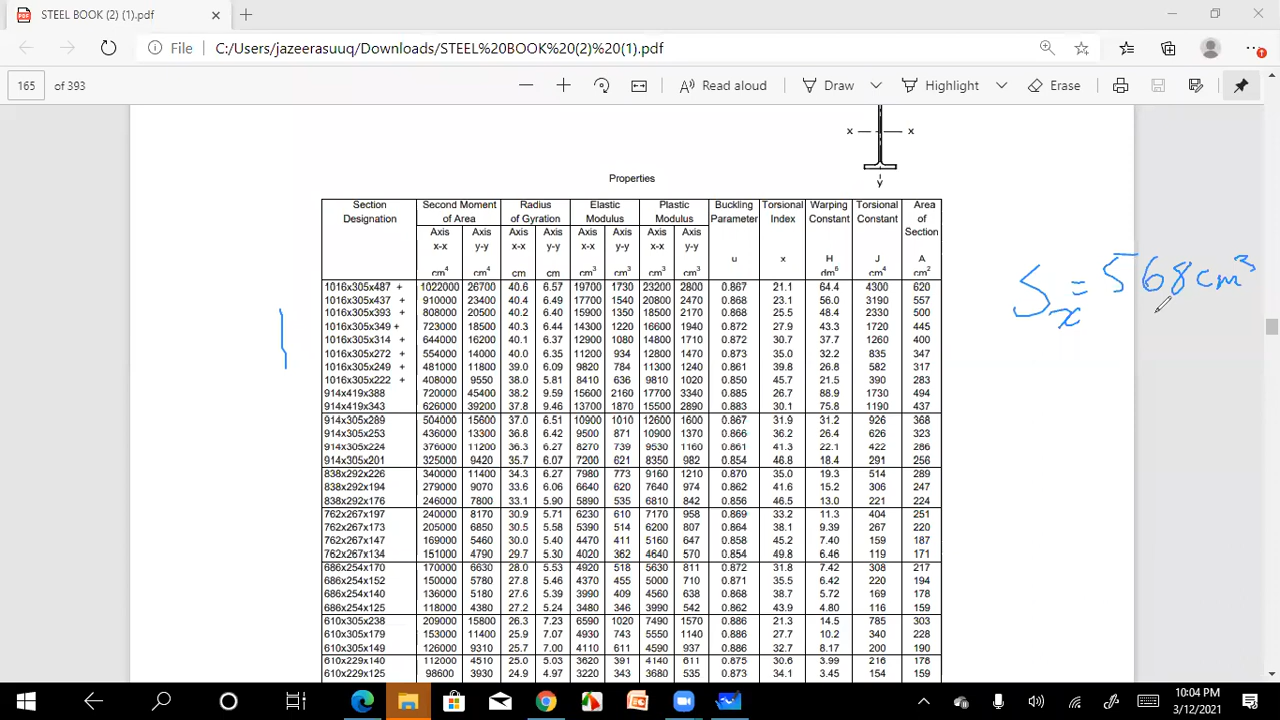 STEEL BOOK (2) (1).pdf
File C:/Users/jazeerasuuq/Downloads/STEEL%20BOOK%20(2)%20(1).pdf
165 of 393 Read aloud Draw Highlight Erase
x x
y
Properties
Section Designation Second Moment of Area Radius of Gyration Elastic Modulus Plastic Modulus Buckling Parameter Torsional Index Warping Constant Torsional Constant Area of Section
Axis Axis Axis Axis Axis Axis Axis Axis
x-x y-y x-x y-y x-x y-y x-x y-y
u x H J A
cm4 cm4 cm cm cm3 cm3 cm3 cm3 dm6 cm4 cm2
1016x305x487 + 1022000 26700 40.6 6.57 19700 1730 23200 2800 0.867 21.1 64.4 4300 620
1016x305x437 + 910000 23400 40.4 6.49 17700 1540 20800 2470 0.868 23.1 56.0 3190 557
1016x305x393 + 808000 20500 40.2 6.40 15900 1350 18500 2170 0.868 25.5 48.4 2330 500
1016x305x349 + 723000 18500 40.3 6.44 14300 1220 16600 1940 0.872 27.9 43.3 1720 445
1016x305x314 + 644000 16200 40.1 6.37 12900 1080 14800 1710 0.872 30.7 37.7 1260 400
1016x305x272 + 554000 14000 40.0 6.35 11200 934 12800 1470 0.873 35.0 32.2 835 347
1016x305x249 + 481000 11800 39.0 6.09 9820 784 11300 1240 0.861 39.8 26.8 582 317
1016x305x222 + 408000 9550 38.0 5.81 8410 636 9810 1020 0.850 45.7 21.5 390 283
914x419x388 720000 45400 38.2 9.59 15600 2160 17700 3340 0.885 26.7 88.9 1730 494
914x419x343 626000 39200 37.8 9.46 13700 1870 15500 2890 0.883 30.1 75.8 1190 437
914x305x289 504000 15600 37.0 6.51 10900 1010 12600 1600 0.867 31.9 31.2 926 368
914x305x253 436000 13300 36.8 6.42 9500 871 10900 1370 0.866 36.2 26.4 626 323
914x305x224 376000 11200 36.3 6.27 8270 739 9530 1160 0.861 41.3 22.1 422 286
914x305x201 325000 9420 35.7 6.07 7200 621 8350 982 0.854 46.8 18.4 291 256
838x292x226 340000 11400 34.3 6.27 7980 773 9160 1210 0.870 35.0 19.3 514 289
838x292x194 279000 9070 33.6 6.06 6640 620 7640 974 0.862 41.6 15.2 306 247
838x292x176 246000 7800 33.1 5.90 5890 535 6810 842 0.856 46.5 13.0 221 224
762x267x197 240000 8170 30.9 5.71 6230 610 7170 958 0.869 33.2 11.3 404 251
762x267x173 205000 6850 30.5 5.58 5390 514 6200 807 0.864 38.1 9.39 267 220
762x267x147 169000 5460 30.0 5.40 4470 411 5160 647 0.858 45.2 7.40 159 187
762x267x134 151000 4790 29.7 5.30 4020 362 4640 570 0.854 49.8 6.46 119 171
686x254x170 170000 6630 28.0 5.53 4920 518 5630 811 0.872 31.8 7.42 308 217
686x254x152 150000 5780 27.8 5.46 4370 455 5000 710 0.871 35.5 6.42 220 194
686x254x140 136000 5180 27.6 5.39 3990 409 4560 638 0.868 38.7 5.72 169 178
686x254x125 118000 4380 27.2 5.24 3480 346 3990 542 0.862 43.9 4.80 116 159
610x305x238 209000 15800 26.3 7.23 6590 1020 7490 1570 0.886 21.3 14.5 785 303
610x305x179 153000 11400 25.9 7.07 4930 743 5550 1140 0.886 27.7 10.2 340 228
610x305x149 126000 9310 25.7 7.00 4110 611 4590 937 0.886 32.7 8.17 200 190
610x229x140 112000 4510 25.0 5.03 3620 391 4140 611 0.875 30.6 3.99 216 178
610x229x125 98600 3930 24.9 4.97 3220 343 3680 535 0.873 34.1 3.45 154 159
Sx = 568 cm3
10:04 PM
3/12/2021